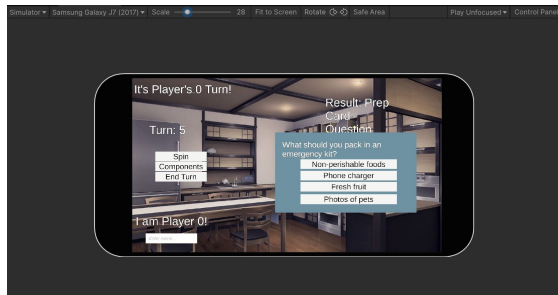 Simulator Samsung Galaxy J7 (2017) Scale 28 Fit to Screen Rotate Safe Area Play Unfocused Control Panel
It's Player's 0 Turn!
Result: Prep
Card
Question
Turn: 5
What should you pack in an
emergency kit?
Spin
Components
End Turn
Non-perishable foods
Phone charger
Fresh fruit
Photos of pets
I am Player 0!